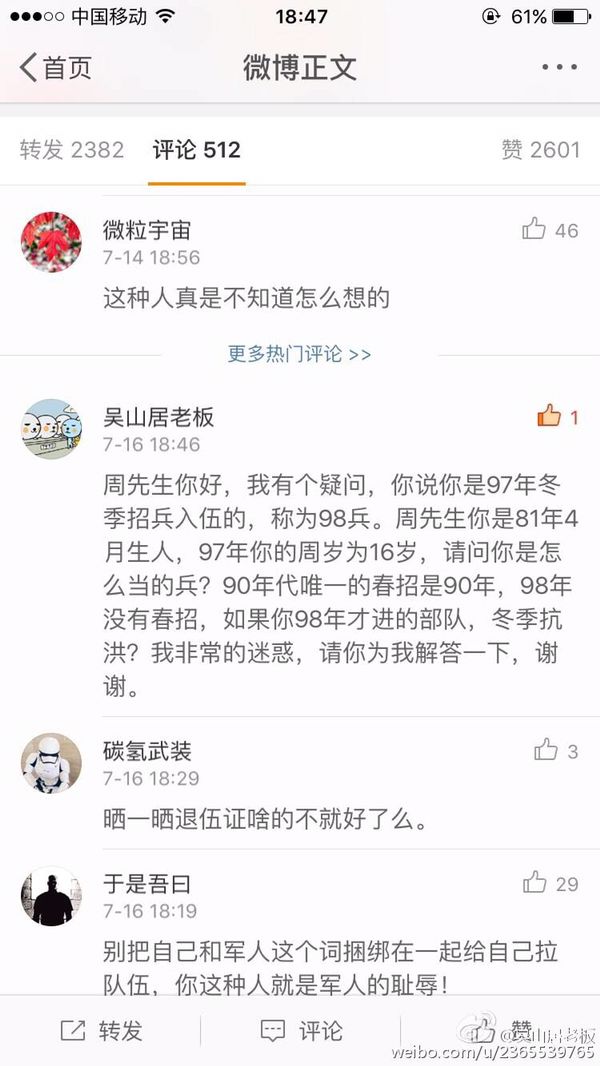 中国移动 18:47 61%
首页 微博正文
转发 2382 评论 512 赞 2601
微粒宇宙 46
7-14 18:56
这种人真是不知道怎么想的
更多热门评论 >>
吴山居老板 1
7-16 18:46
周先生你好，我有个疑问，你说你是97年冬
季招兵入伍的，称为98兵。周先生你是81年4
月生人，97年你的周岁为16岁，请问你是怎
么当的兵？90年代唯一的春招是90年，98年
没有春招，如果你98年才进的部队，冬季抗
洪？我非常的迷惑，请你为我解答一下，谢
谢。
碳氢武装 3
7-16 18:29
晒一晒退伍证啥的不就好了么。
于是吾曰 29
7-16 18:19
别把自己和军人这个词捆绑在一起给自己拉
队伍，你这种人就是军人的耻辱！
转发 评论 赞
@吴山居老板
weibo.com/u/2365539765